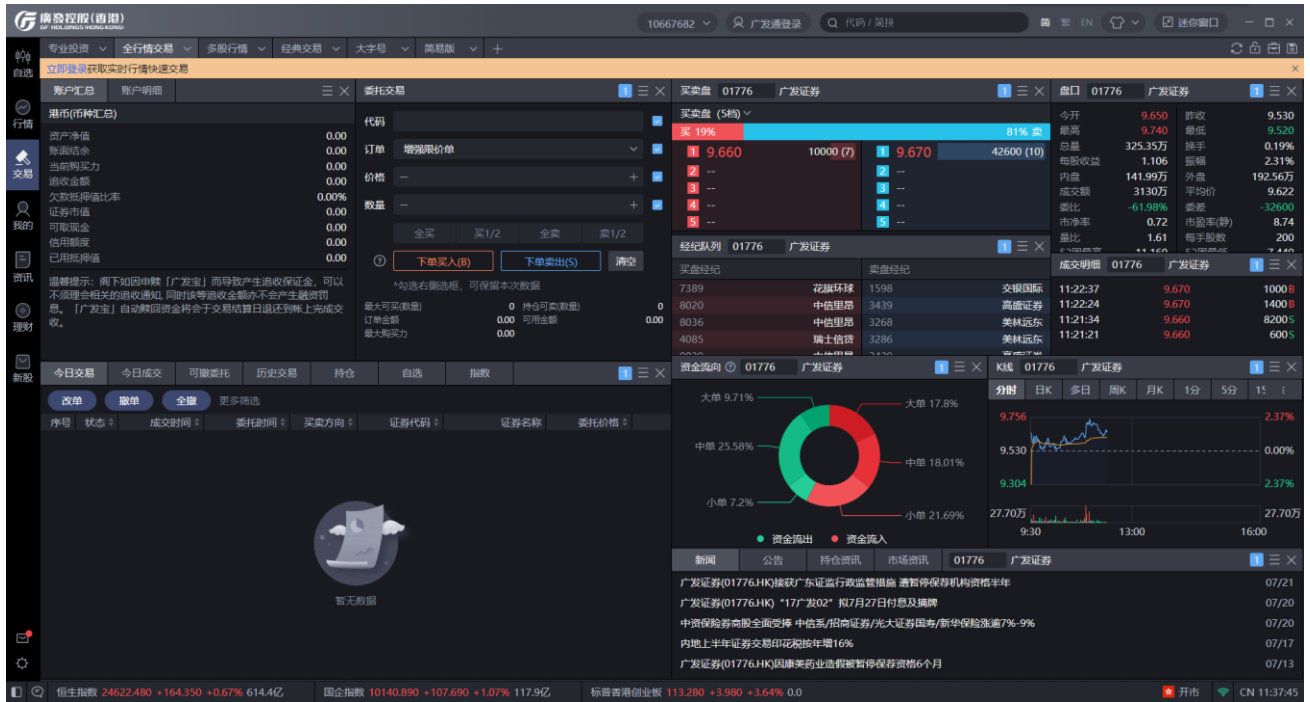 廣發控股(香港)
GF HOLDINGS (HONG KONG)
10667682
广发通登录
代码 / 简拼
简 繁 EN
迷你窗口
专业投资 全行情交易 多股行情 经典交易 大字号 简易版 +
立即登录获取实时行情快速交易
自选
行情
交易
我的
资讯
理财
新股
账户汇总 账户明细
港币(币种汇总)
资产净值 0.00
账面结余 0.00
当前购买力 0.00
追收金额 0.00
欠款抵押值比率 0.00%
证券市值 0.00
可取现金 0.00
信用额度 0.00
已用抵押值 0.00
温馨提示：阁下如因申赎「广发宝」而导致产生追收保证金，可以
不须理会相关的追收通知, 同时该等追收金额亦不会产生融资罚
息。「广发宝」自动赎回资金将会于交易结算日退还到帐上完成交
收。
委托交易 1
代码
订单 增强限价单
价格 − +
数量 − +
全买 买1/2 全卖 卖1/2
下单买入(B) 下单卖出(S) 清空
*勾选右侧选框，可保留本次数据
最大可买(数量) 0 持仓可卖(数量) 0
订单金额 0.00 可用金额 0.00
最大购买力 0.00
买卖盘 01776 广发证券 1
买卖盘 (5档)
买 19% 81% 卖
1 9.660 10000 (7) 1 9.670 42600 (10)
2 -- 2 --
3 -- 3 --
4 -- 4 --
5 -- 5 --
经纪队列 01776 广发证券 1
买盘经纪 卖盘经纪
7389 花旗环球 1598 交银国际
8020 中信里昂 3439 高盛证券
8036 中信里昂 3268 美林远东
4085 瑞士信贷 3286 美林远东
盘口 01776 广发证券 1
今开 9.650 昨收 9.530
最高 9.740 最低 9.520
总量 325.35万 换手 0.19%
每股收益 1.106 振幅 2.31%
内盘 141.99万 外盘 192.56万
成交额 3130万 平均价 9.622
委比 -61.98% 委差 -32600
市净率 0.72 市盈率(静) 8.74
量比 1.61 每手股数 200
成交明细 01776 广发证券 1
11:22:37 9.670 1000 B
11:22:24 9.670 1400 B
11:21:34 9.660 8200 S
11:21:21 9.660 600 S
今日交易 今日成交 可撤委托 历史交易 持仓 自选 指数 1
改单 撤单 全撤 更多筛选
序号 状态 成交时间 委托时间 买卖方向 证券代码 证券名称 委托价格
暂无数据
资金流向 01776 广发证券 1
大单 9.71% 大单 17.8%
中单 25.58% 中单 18.01%
小单 7.2% 小单 21.69%
资金流出 资金流入
K线 01776 广发证券 1
分时 日K 多日 周K 月K 1分 5分
9.756 2.37%
9.530 0.00%
9.304 2.37%
27.70万 27.70万
9:30 13:00 16:00
新闻 公告 持仓资讯 市场资讯 01776 广发证券 1
广发证券(01776.HK)接获广东证监行政监管措施 遭暂停保荐机构资格半年 07/21
广发证券(01776.HK)“17广发02”拟7月27日付息及摘牌 07/20
中资保险券商股全面受捧 中信系/招商证券/光大证券国寿/新华保险涨逾7%-9% 07/20
内地上半年证券交易印花税按年增16% 07/17
广发证券(01776.HK)因康美药业造假被暂停保荐资格6个月 07/13
恒生指数 24622.480 +164.350 +0.67% 614.4亿 国企指数 10140.890 +107.690 +1.07% 117.9亿 标普香港创业板 113.280 +3.980 +3.64% 0.0 开市 CN 11:37:45